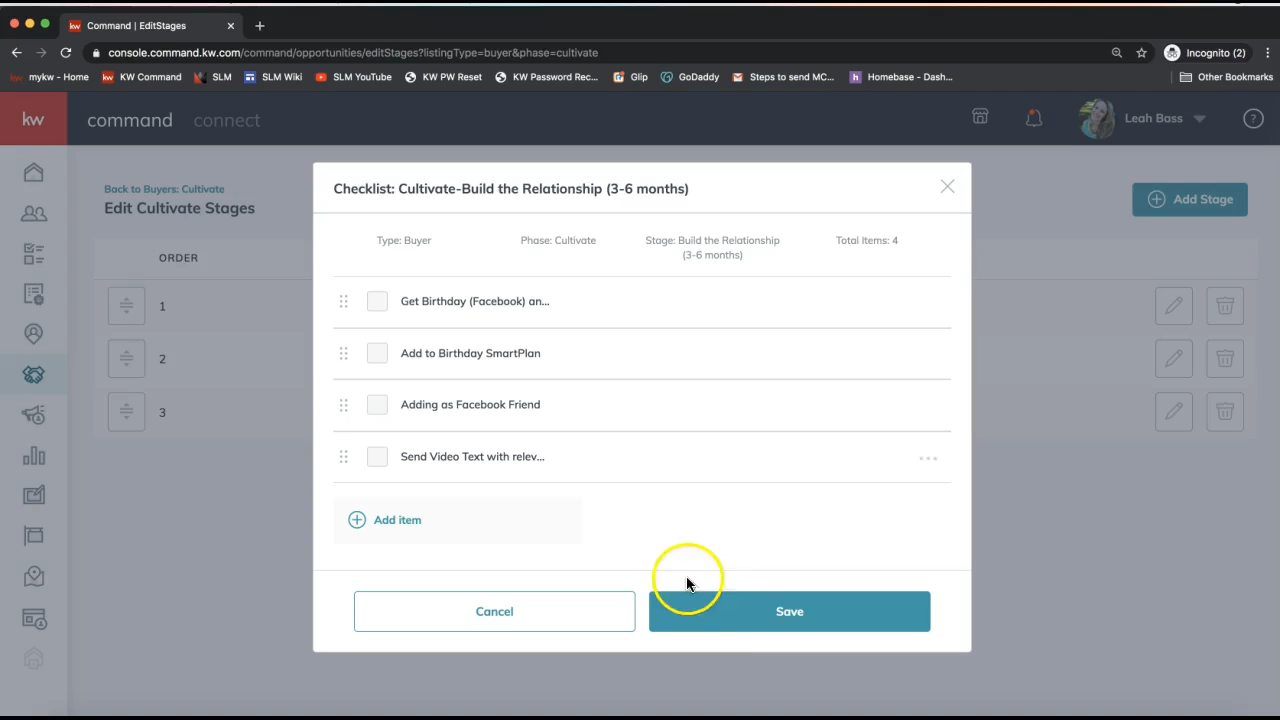 Command | EditStages
console.command.kw.com/command/opportunities/editStages?listingType=buyer&phase=cultivate
Incognito (2)
mykw - Home
KW Command
SLM
SLM Wiki
SLM YouTube
KW PW Reset
KW Password Rec...
Glip
GoDaddy
Steps to send MC...
Homebase - Dash...
Other Bookmarks
kw
command
connect
Leah Bass
Back to Buyers: Cultivate
Edit Cultivate Stages
Add Stage
ORDER
1
2
3
Checklist: Cultivate-Build the Relationship (3-6 months)
Type: Buyer
Phase: Cultivate
Stage: Build the Relationship
(3-6 months)
Total Items: 4
Get Birthday (Facebook) an...
Add to Birthday SmartPlan
Adding as Facebook Friend
Send Video Text with relev...
Add item
Cancel
Save